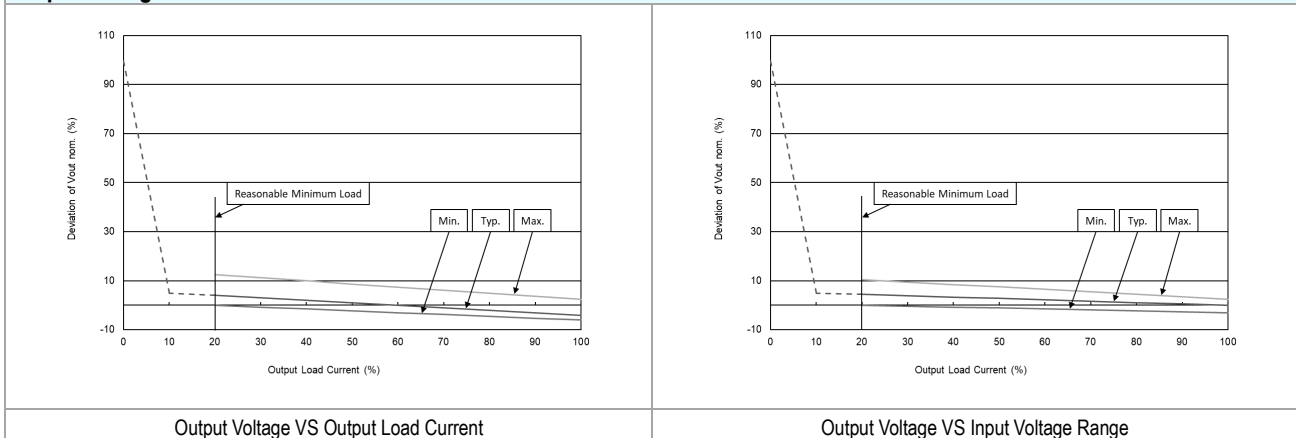 110
90
70
50
30
10
-10
Deviation of Vout nom. (%)
Reasonable Minimum Load
Min.
Typ.
Max.
0 10 20 30 40 50 60 70 80 90 100
Output Load Current (%)
Output Voltage VS Output Load Current
110
90
70
50
30
10
-10
Deviation of Vout nom. (%)
Reasonable Minimum Load
Min.
Typ.
Max.
0 10 20 30 40 50 60 70 80 90 100
Output Load Current (%)
Output Voltage VS Input Voltage Range